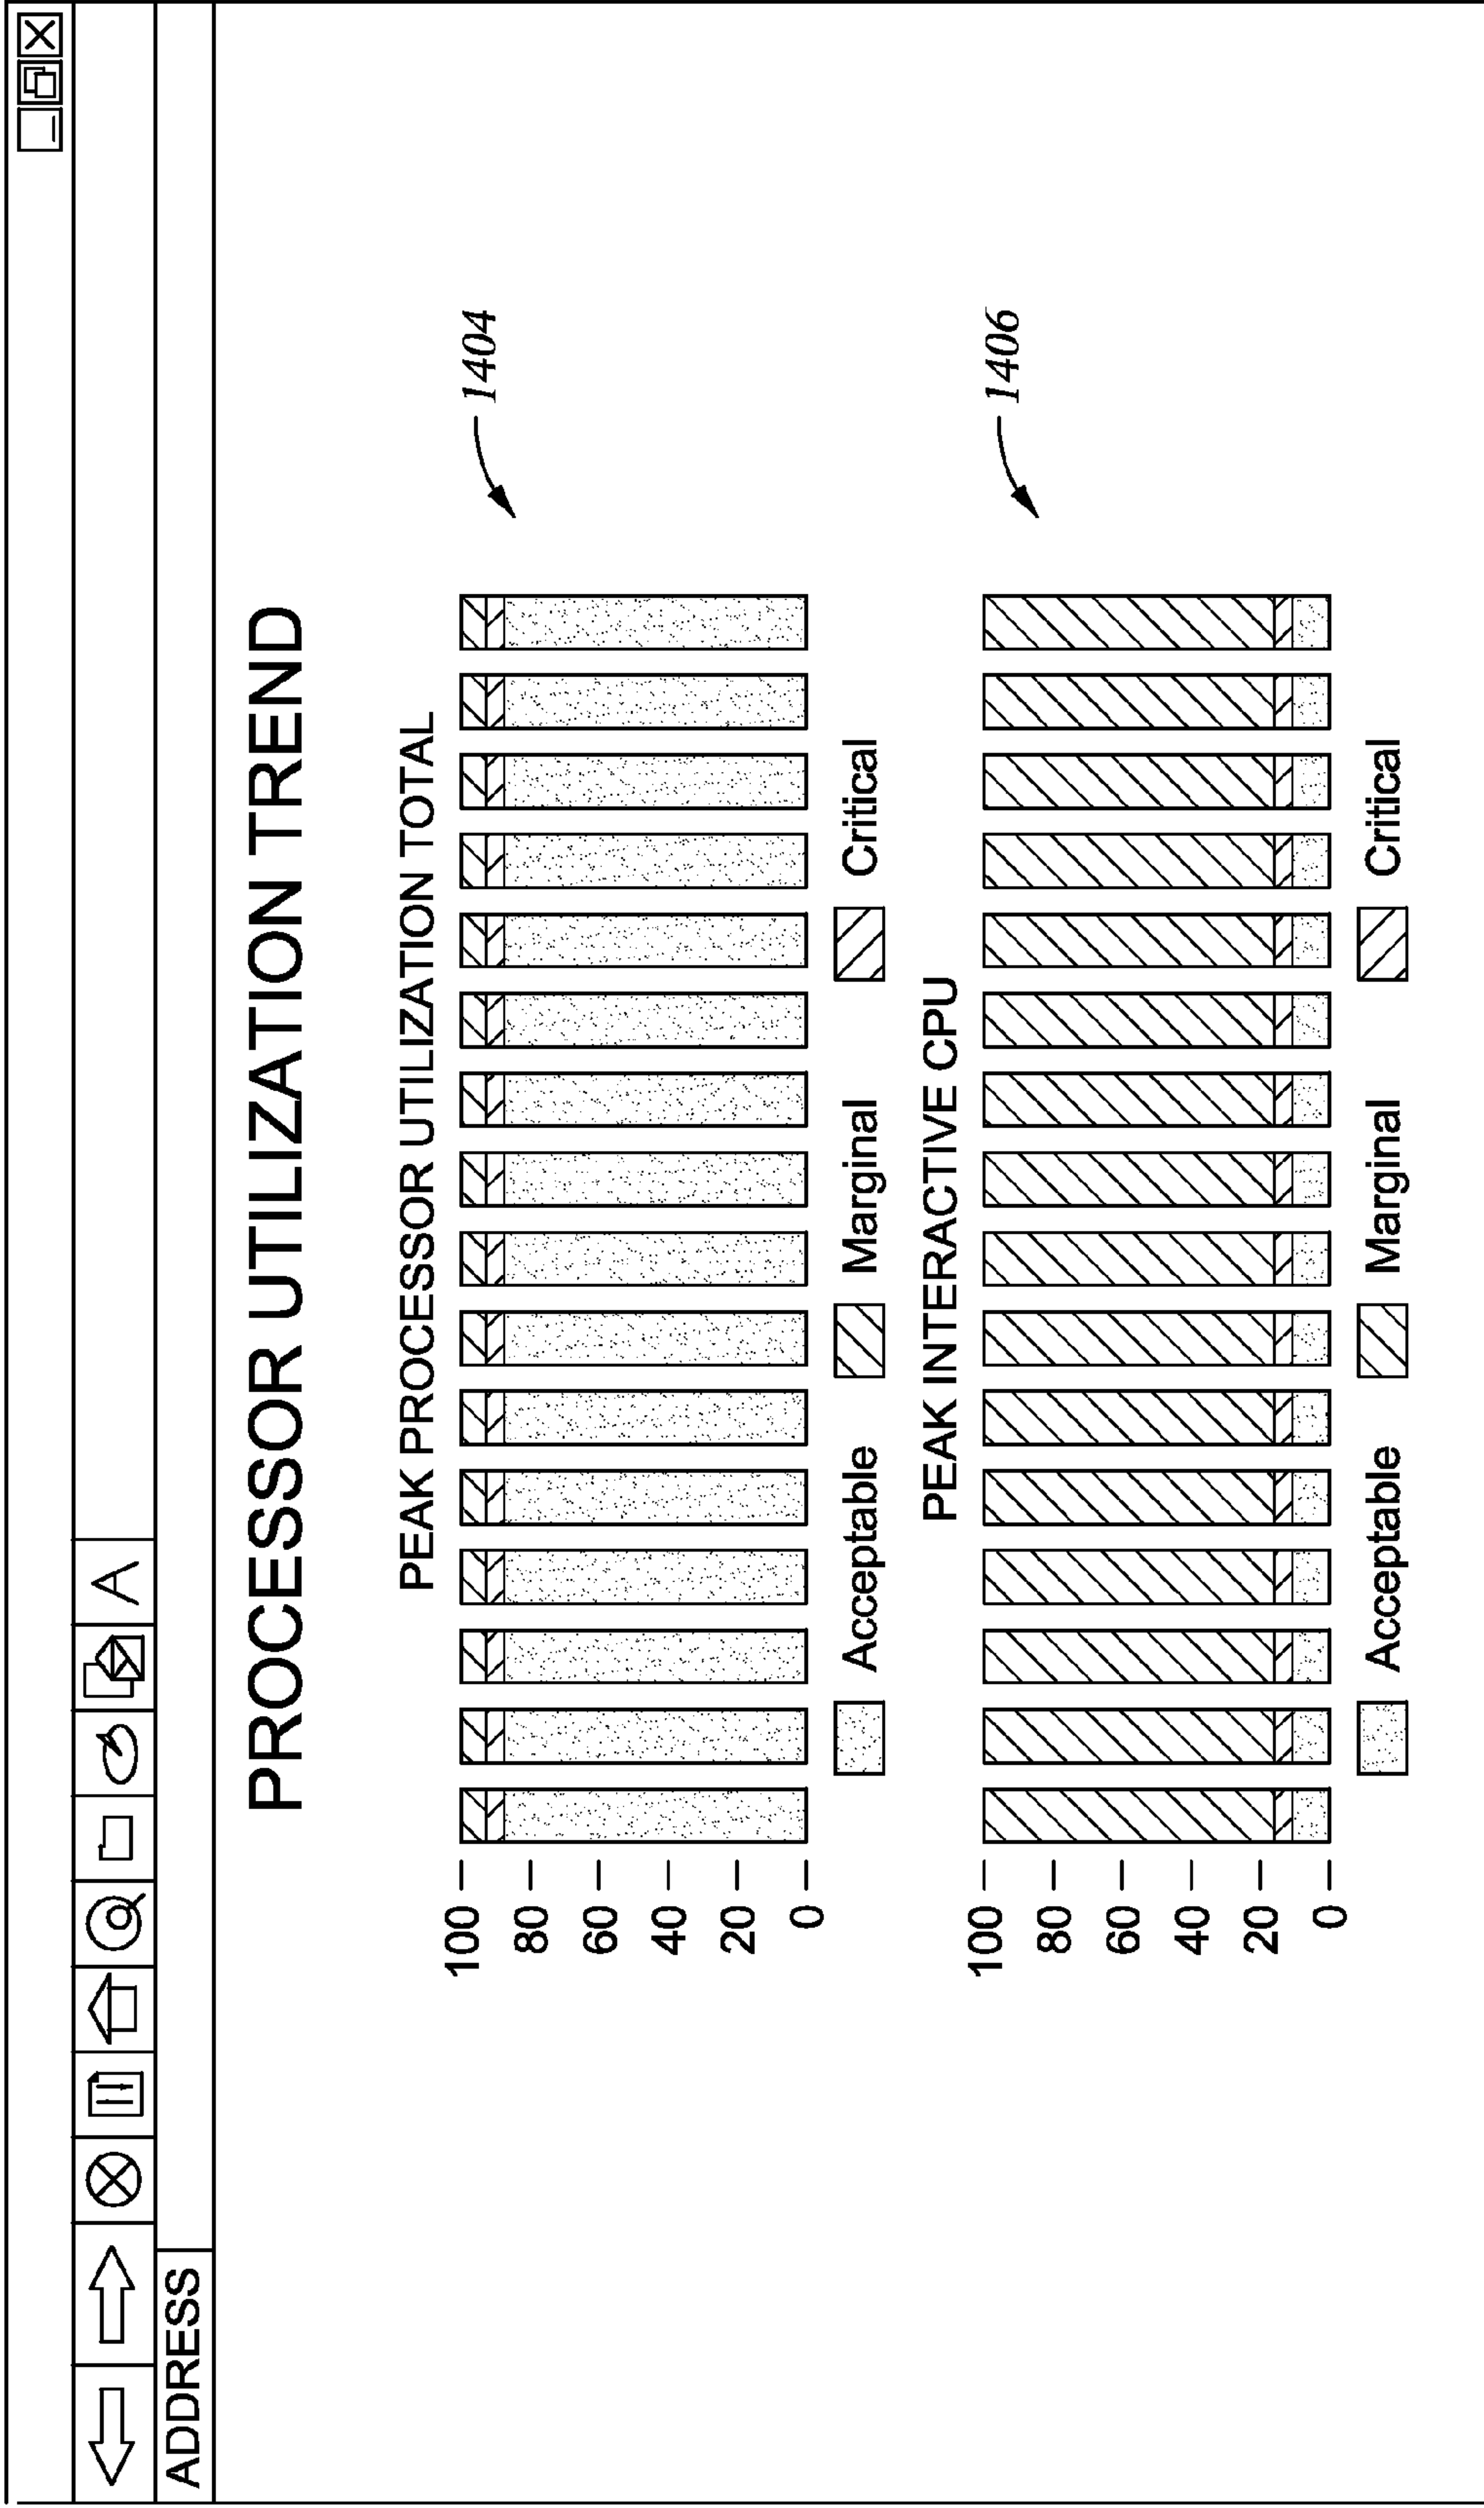 ADDRESS
PROCESSOR UTILIZATION TREND
PEAK PROCESSOR UTILIZATION TOTAL
1404
100
80
60
40
20
0
Acceptable Marginal Critical
PEAK INTERACTIVE CPU
1406
100
80
60
40
20
0
Acceptable Marginal Critical